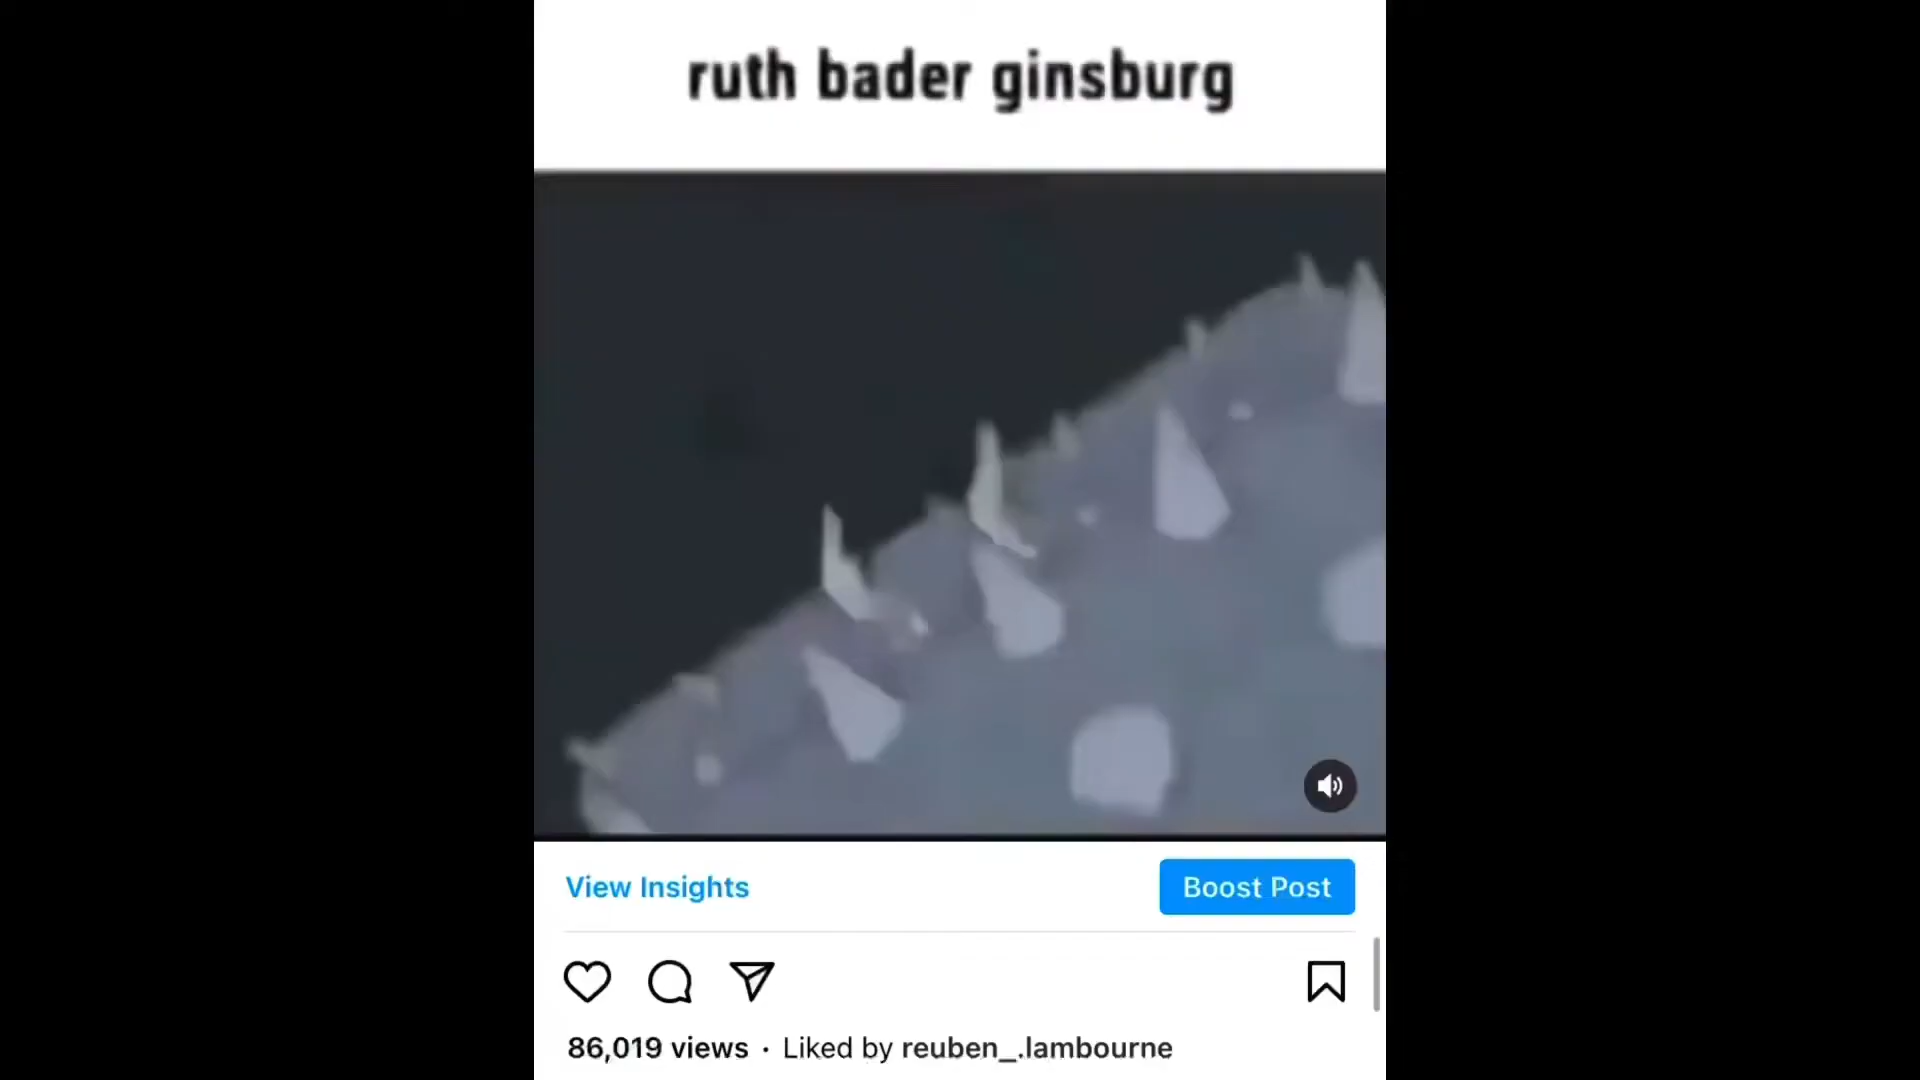 ruth bader ginsburg
View Insights
Boost Post
86,019 views · Liked by reuben_.lambourne